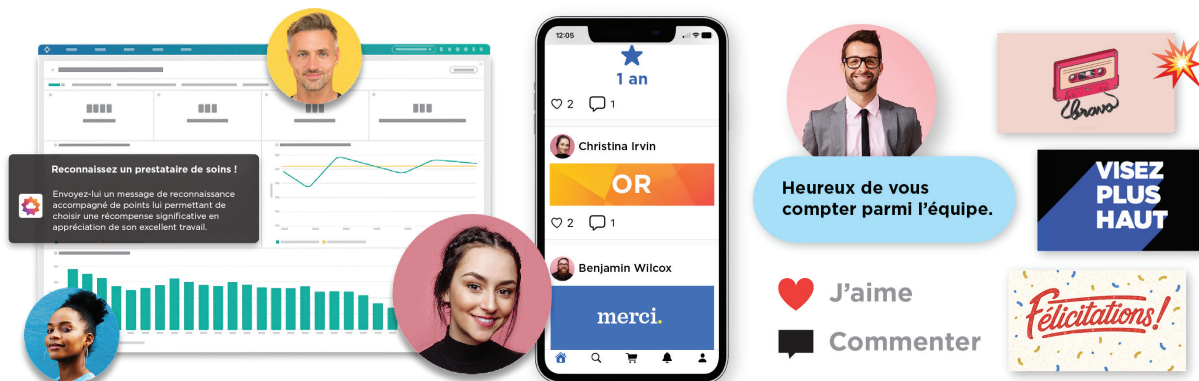 Reconnaissez un prestataire de soins !
Envoyez-lui un message de reconnaissance
accompagné de points lui permettant de
choisir une récompense significative en
appréciation de son excellent travail.
12:05
1 an
2 1
Christina Irvin
OR
2 1
Benjamin Wilcox
merci.
Heureux de vous
compter parmi l’équipe.
J’aime
Commenter
bravo
VISEZ
PLUS
HAUT
Félicitations!